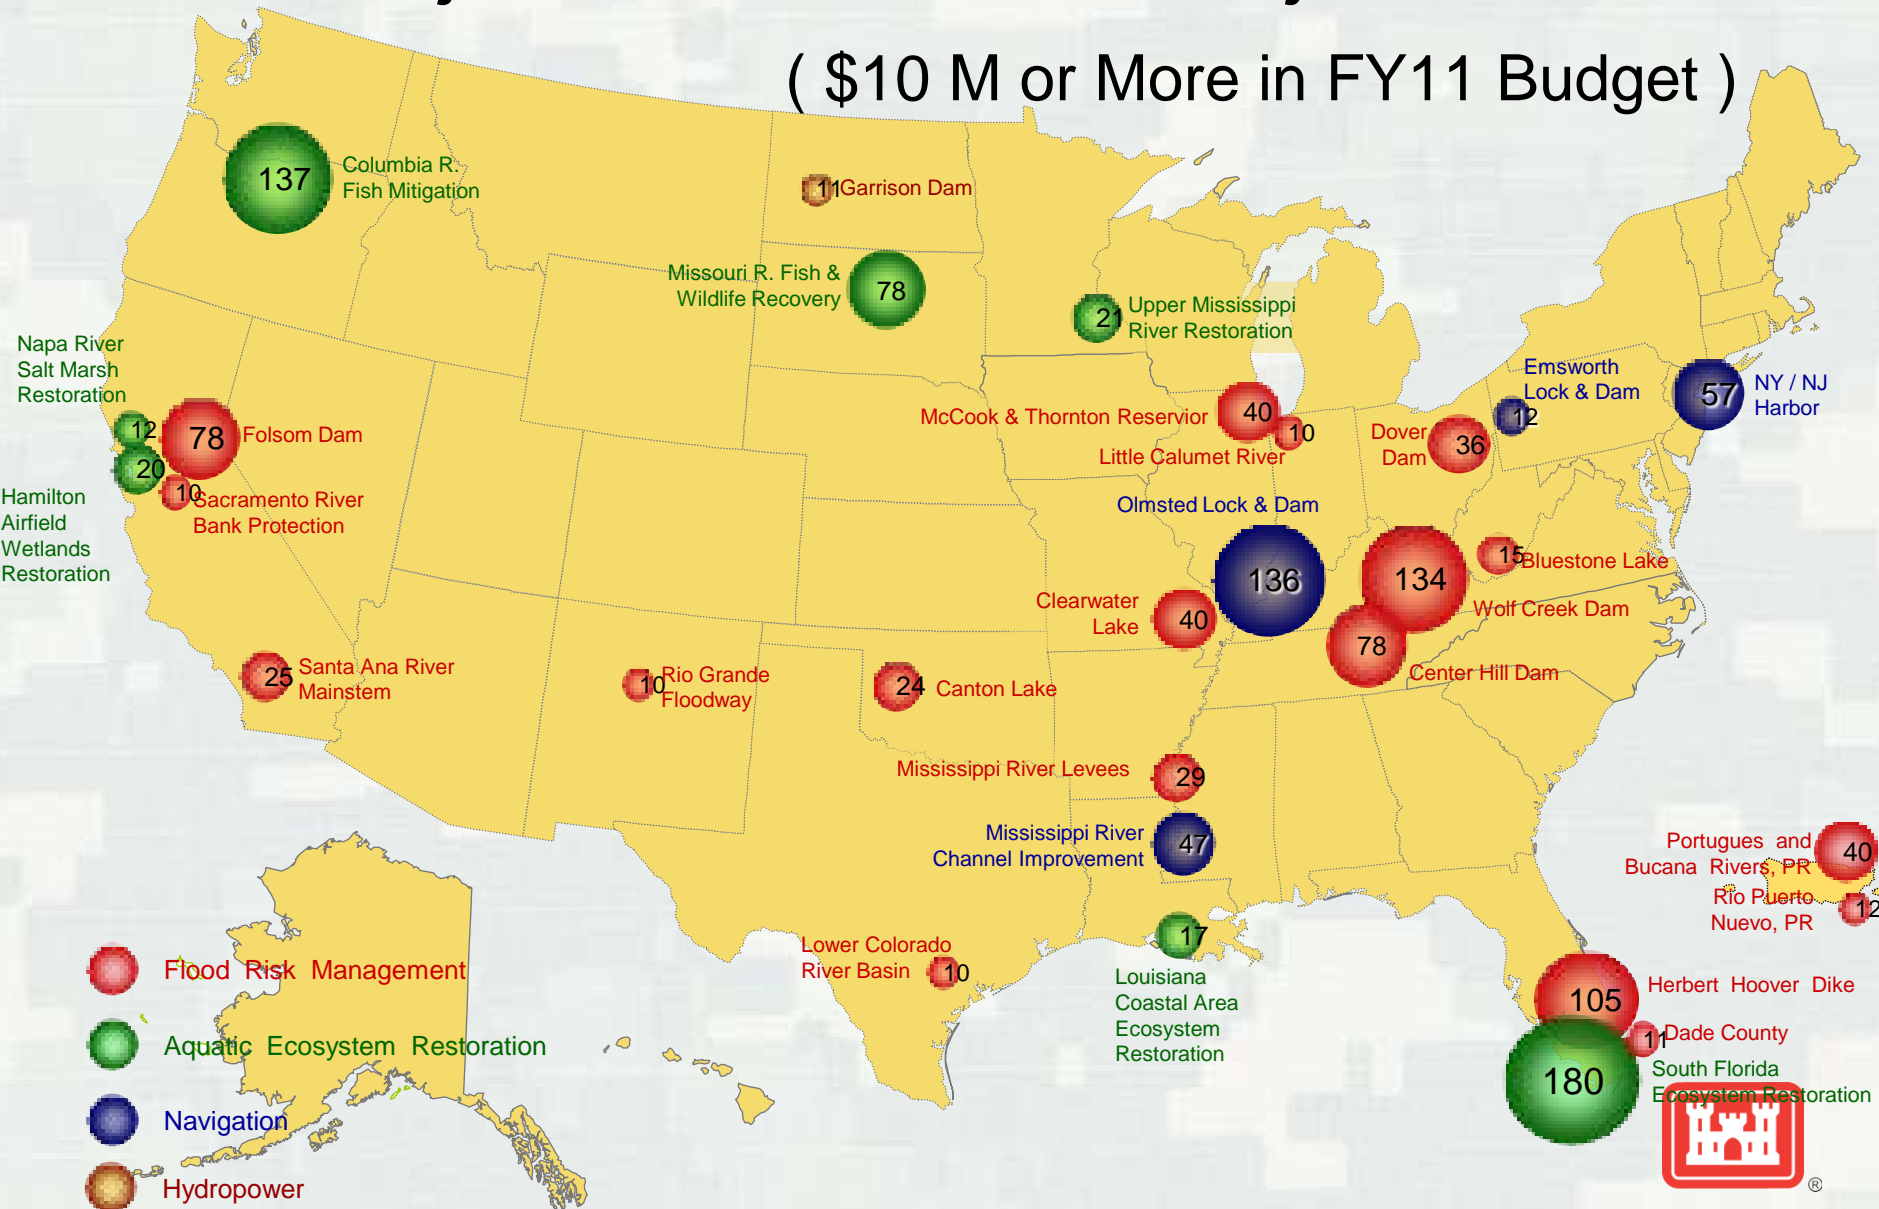 ( $10 M or More in FY11 Budget )
137
Columbia R.
Fish Mitigation
11
Garrison Dam
Missouri R. Fish &
Wildlife Recovery
78
21
Upper Mississippi
River Restoration
Napa River
Salt Marsh
Restoration
12
78
Folsom Dam
20
10
Sacramento River
Bank Protection
Hamilton
Airfield
Wetlands
Restoration
McCook & Thornton Reservior
40
10
Little Calumet River
Dover
Dam
36
Emsworth
Lock & Dam
12
57
NY / NJ
Harbor
Olmsted Lock & Dam
136
134
Wolf Creek Dam
15
Bluestone Lake
Clearwater
Lake
40
78
Center Hill Dam
25
Santa Ana River
Mainstem
10
Rio Grande
Floodway
24
Canton Lake
Mississippi River Levees
29
Mississippi River
Channel Improvement
47
Portugues and
Bucana Rivers, PR
40
Rio Puerto
Nuevo, PR
12
Lower Colorado
River Basin
10
17
Louisiana
Coastal Area
Ecosystem
Restoration
105
Herbert Hoover Dike
11
Dade County
180
South Florida
Ecosystem Restoration
Flood Risk Management
Aquatic Ecosystem Restoration
Navigation
Hydropower
®